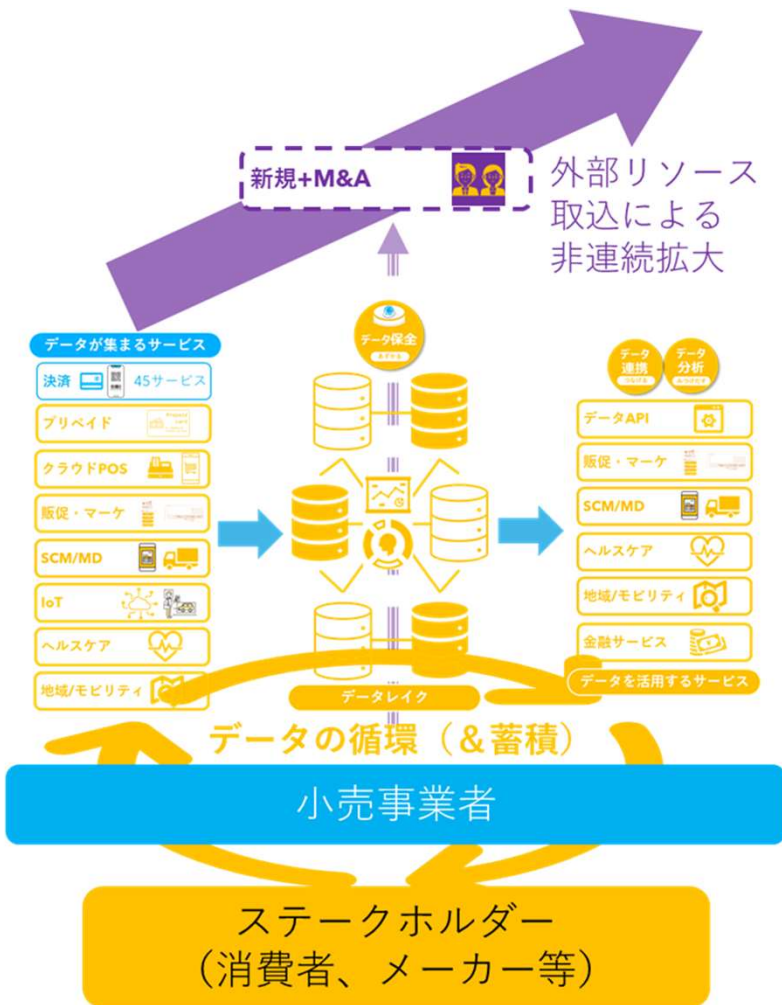 新規+M&A
外部リソース
取込による
非連続拡大
データが集まるサービス
決済 45サービス
プリペイド
クラウドPOS
販促・マーケ
SCM/MD
IoT
ヘルスケア
地域/モビリティ
データ保全
データレイク
データ
連携
つなげる
データ
分析
データAPI
販促・マーケ
SCM/MD
ヘルスケア
地域/モビリティ
金融サービス
データを活用するサービス
データの循環（&蓄積）
小売事業者
ステークホルダー
（消費者、メーカー等）